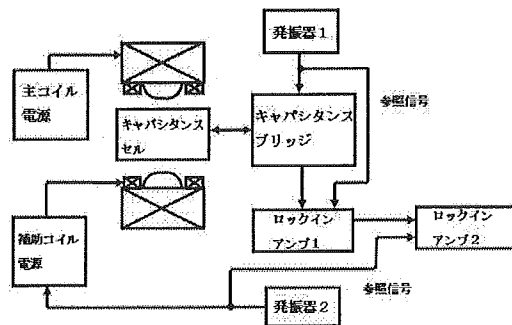 発振器1
主コイル
電源
キャパシタンス
セル
キャパシタンス
ブリッジ
参照信号
補助コイル
電源
ロックイン
アンプ1
ロックイン
アンプ2
参照信号
発振器2